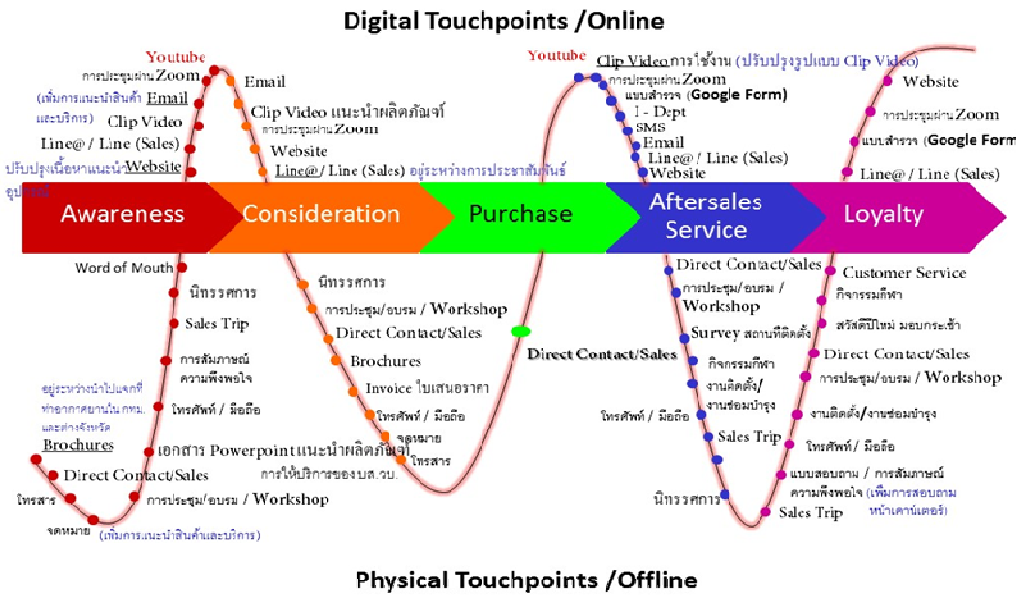 Digital Touchpoints /Online
Youtube
การประชุมผ่าน Zoom
(เพิ่มการแนะนำสินค้า Email
และบริการ)
Clip Video
Line@ / Line (Sales)
ปรับปรุงเนื้อหาแนะนำ Website
อุปกรณ์
Email
Clip Video แนะนำผลิตภัณฑ์
การประชุมผ่าน Zoom
Website
Line@ / Line (Sales) อยู่ระหว่างการประชาสัมพันธ์
Youtube
Clip Video การใช้งาน (ปรับปรุงรูปแบบ Clip Video)
การประชุมผ่าน Zoom
แบบสำรวจ (Google Form)
1 - Dept
SMS
Email
Line@ / Line (Sales)
Website
Website
การประชุมผ่าน Zoom
แบบสำรวจ (Google Form
Line@ / Line (Sales)
Awareness
Consideration
Purchase
Aftersales
Service
Loyalty
Word of Mouth
นิทรรศการ
Sales Trip
การสัมภาษณ์
ความพึงพอใจ
อยู่ระหว่างนำไปแจกที่
ท่าอากาศยานใน กทม.
และต่างจังหวัด
โทรศัพท์ / มือถือ
Brochures
เอกสาร Powerpoint แนะนำผลิตภัณฑ์
การให้บริการของ บส.วบ.
Direct Contact/Sales
โทรสาร
การประชุม/อบรม / Workshop
จดหมาย (เพิ่มการแนะนำสินค้าและบริการ)
นิทรรศการ
การประชุม/อบรม / Workshop
Direct Contact/Sales
Brochures
Invoice ใบเสนอราคา
โทรศัพท์ / มือถือ
จดหมาย
โทรสาร
Direct Contact/Sales
Direct Contact/Sales
การประชุม/อบรม /
Workshop
Survey สถานที่ติดตั้ง
กิจกรรมกีฬา
งานติดตั้ง/
งานซ่อมบำรุง
โทรศัพท์ / มือถือ
Sales Trip
นิทรรศการ
Customer Service
กิจกรรมกีฬา
สวัสดีปีใหม่ มอบกระเช้า
Direct Contact/Sales
การประชุม/อบรม / Workshop
งานติดตั้ง/งานซ่อมบำรุง
โทรศัพท์ / มือถือ
แบบสอบถาม / การสัมภาษณ์
ความพึงพอใจ (เพิ่มการสอบถาม
หน้าเคาน์เตอร์)
Sales Trip
Physical Touchpoints /Offline